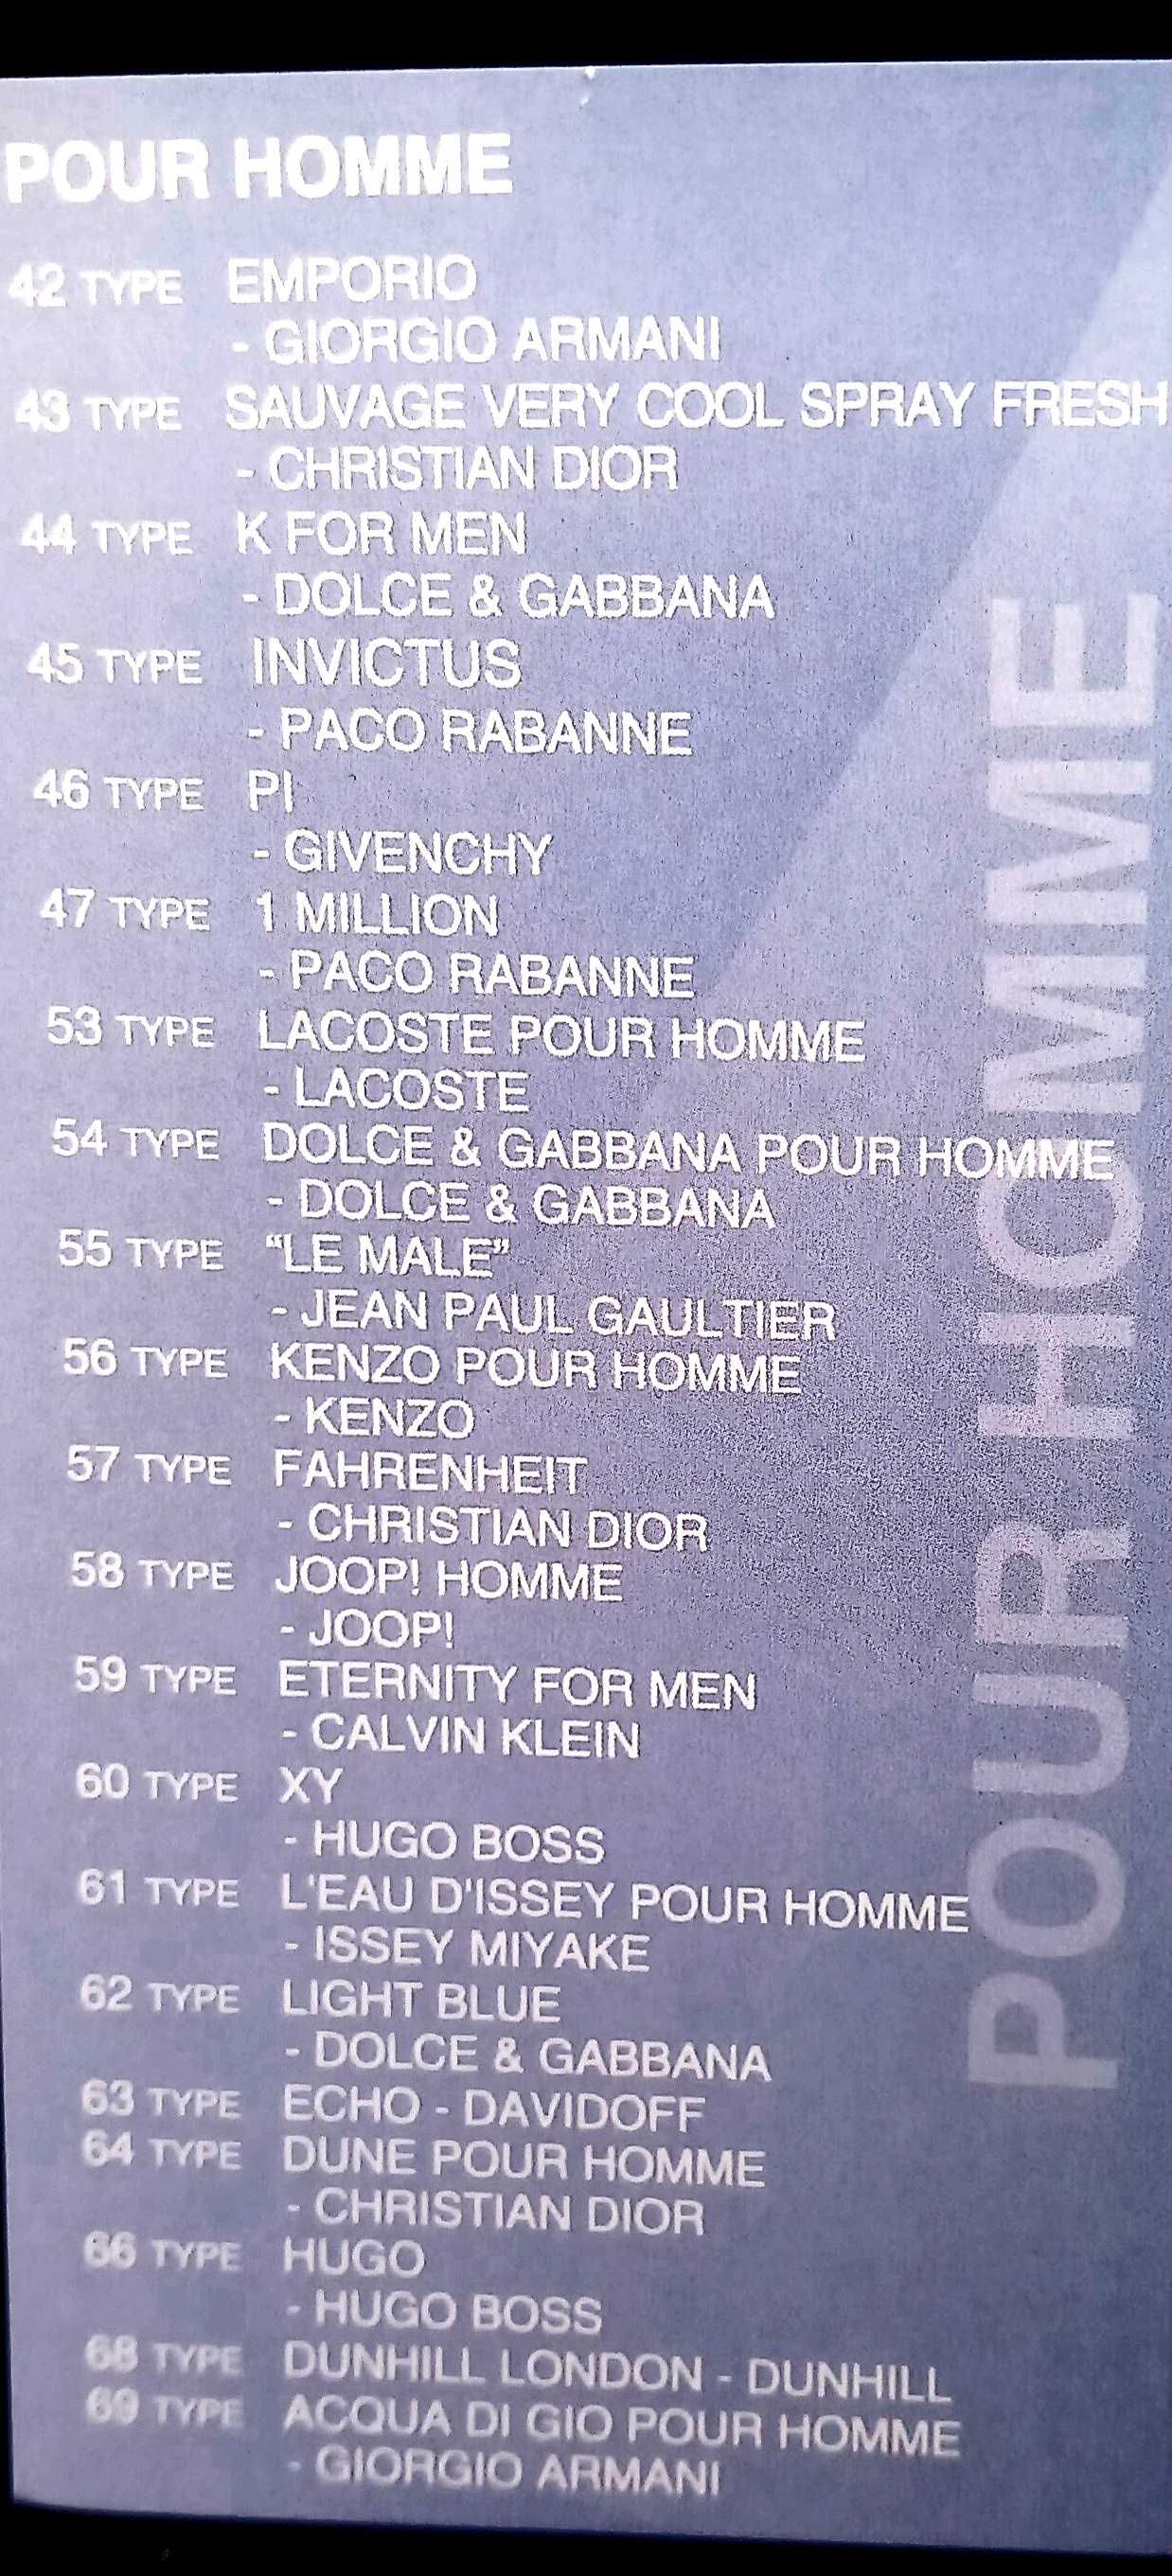 POUR HOMME
42 TYPE EMPORIO
- GIORGIO ARMANI
43 TYPE SAUVAGE VERY COOL SPRAY FRESH
- CHRISTIAN DIOR
44 TYPE K FOR MEN
- DOLCE & GABBANA
45 TYPE INVICTUS
- PACO RABANNE
46 TYPE PI
- GIVENCHY
47 TYPE 1 MILLION
- PACO RABANNE
53 TYPE LACOSTE POUR HOMME
- LACOSTE
54 TYPE DOLCE & GABBANA POUR HOMME
- DOLCE & GABBANA
55 TYPE “LE MALE”
- JEAN PAUL GAULTIER
56 TYPE KENZO POUR HOMME
- KENZO
57 TYPE FAHRENHEIT
- CHRISTIAN DIOR
58 TYPE JOOP! HOMME
- JOOP!
59 TYPE ETERNITY FOR MEN
- CALVIN KLEIN
60 TYPE XY
- HUGO BOSS
61 TYPE L'EAU D'ISSEY POUR HOMME
- ISSEY MIYAKE
62 TYPE LIGHT BLUE
- DOLCE & GABBANA
63 TYPE ECHO - DAVIDOFF
64 TYPE DUNE POUR HOMME
- CHRISTIAN DIOR
66 TYPE HUGO
- HUGO BOSS
68 TYPE DUNHILL LONDON - DUNHILL
69 TYPE ACQUA DI GIO POUR HOMME
- GIORGIO ARMANI
POUR HOMME